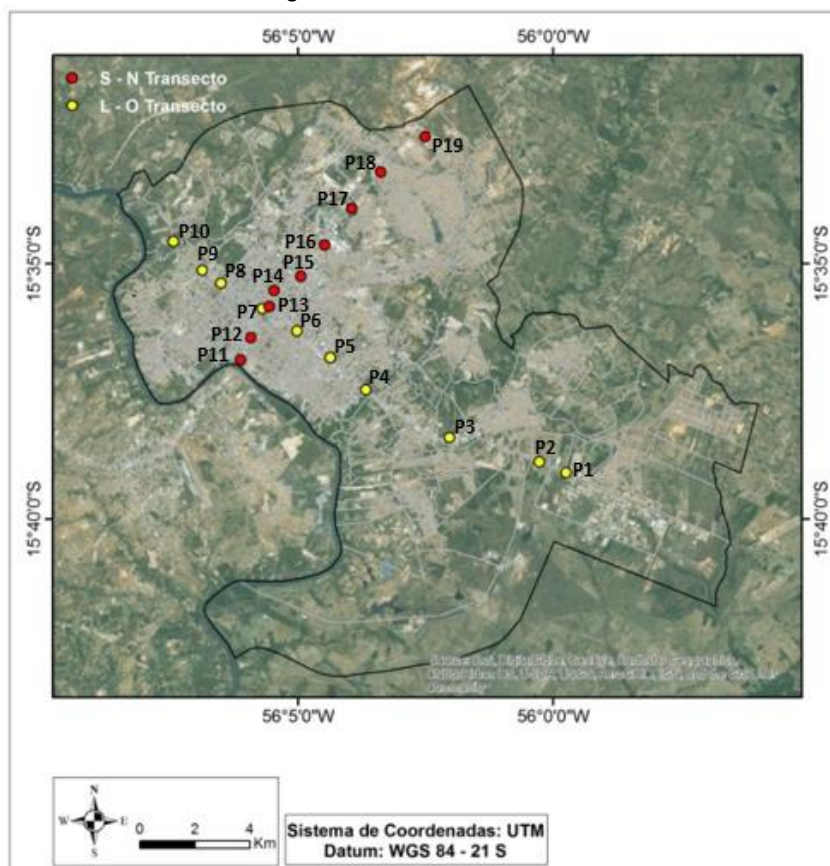 56°5'0"W 56°0'0"W
S - N Transecto
L - O Transecto
P19
P18
P17
P10
P16
15°35'0"S
15°35'0"S
P9
P15
P8
P14
P7
P13
P6
P12
P11
P5
P4
P3
P2
P1
15°40'0"S
15°40'0"S
56°5'0"W 56°0'0"W
N
W E
S
0 2 4
Km
Sistema de Coordenadas: UTM
Datum: WGS 84 - 21 S